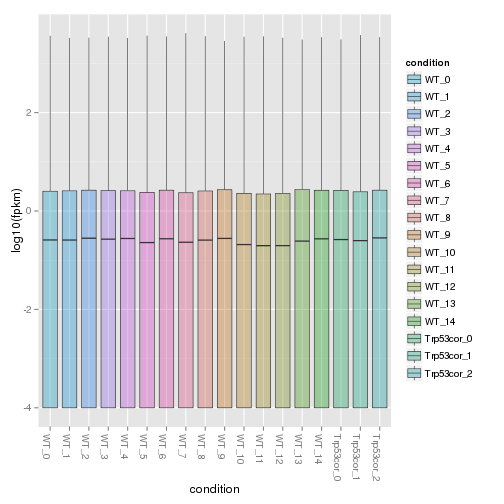 log10(fpkm)
2
0
-2
-4
WT_0
WT_1
WT_2
WT_3
WT_4
WT_5
WT_6
WT_7
WT_8
WT_9
WT_10
WT_11
WT_12
WT_13
WT_14
Trp53cor_0
Trp53cor_1
Trp53cor_2
condition
condition
WT_0
WT_1
WT_2
WT_3
WT_4
WT_5
WT_6
WT_7
WT_8
WT_9
WT_10
WT_11
WT_12
WT_13
WT_14
Trp53cor_0
Trp53cor_1
Trp53cor_2